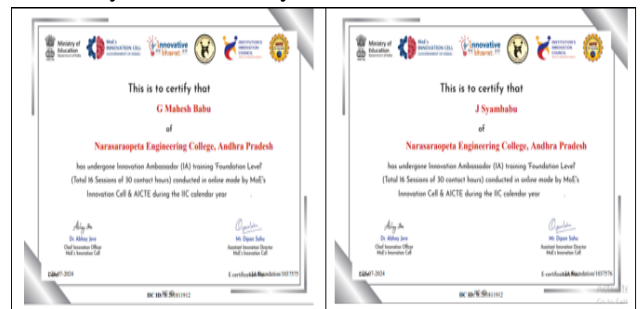 Ministry of
Education
MoE's
INNOVATION CELL
innovative
bharat
INSTITUTION'S
INNOVATION
COUNCIL
This is to certify that
G Mahesh Babu
of
Narasaraopeta Engineering College, Andhra Pradesh
has undergone Innovation Ambassador (IA) training 'Foundation Level'
(Total 16 Sessions of 30 contact hours) conducted in online mode by MoE's
Innovation Cell & AICTE during the IIC calendar year
Dr. Abhay Jere
Chief Innovation Officer
MoE's Innovation Cell
Mr. Dipan Sahu
Assistant Innovation Director
MoE's Innovation Cell
07-2024
E-certificate
Ministry of
Education
MoE's
INNOVATION CELL
innovative
bharat
INSTITUTION'S
INNOVATION
COUNCIL
This is to certify that
J Syambabu
of
Narasaraopeta Engineering College, Andhra Pradesh
has undergone Innovation Ambassador (IA) training 'Foundation Level'
(Total 16 Sessions of 30 contact hours) conducted in online mode by MoE's
Innovation Cell & AICTE during the IIC calendar year
Dr. Abhay Jere
Chief Innovation Officer
MoE's Innovation Cell
Mr. Dipan Sahu
Assistant Innovation Director
MoE's Innovation Cell
07-2024
E-certificate